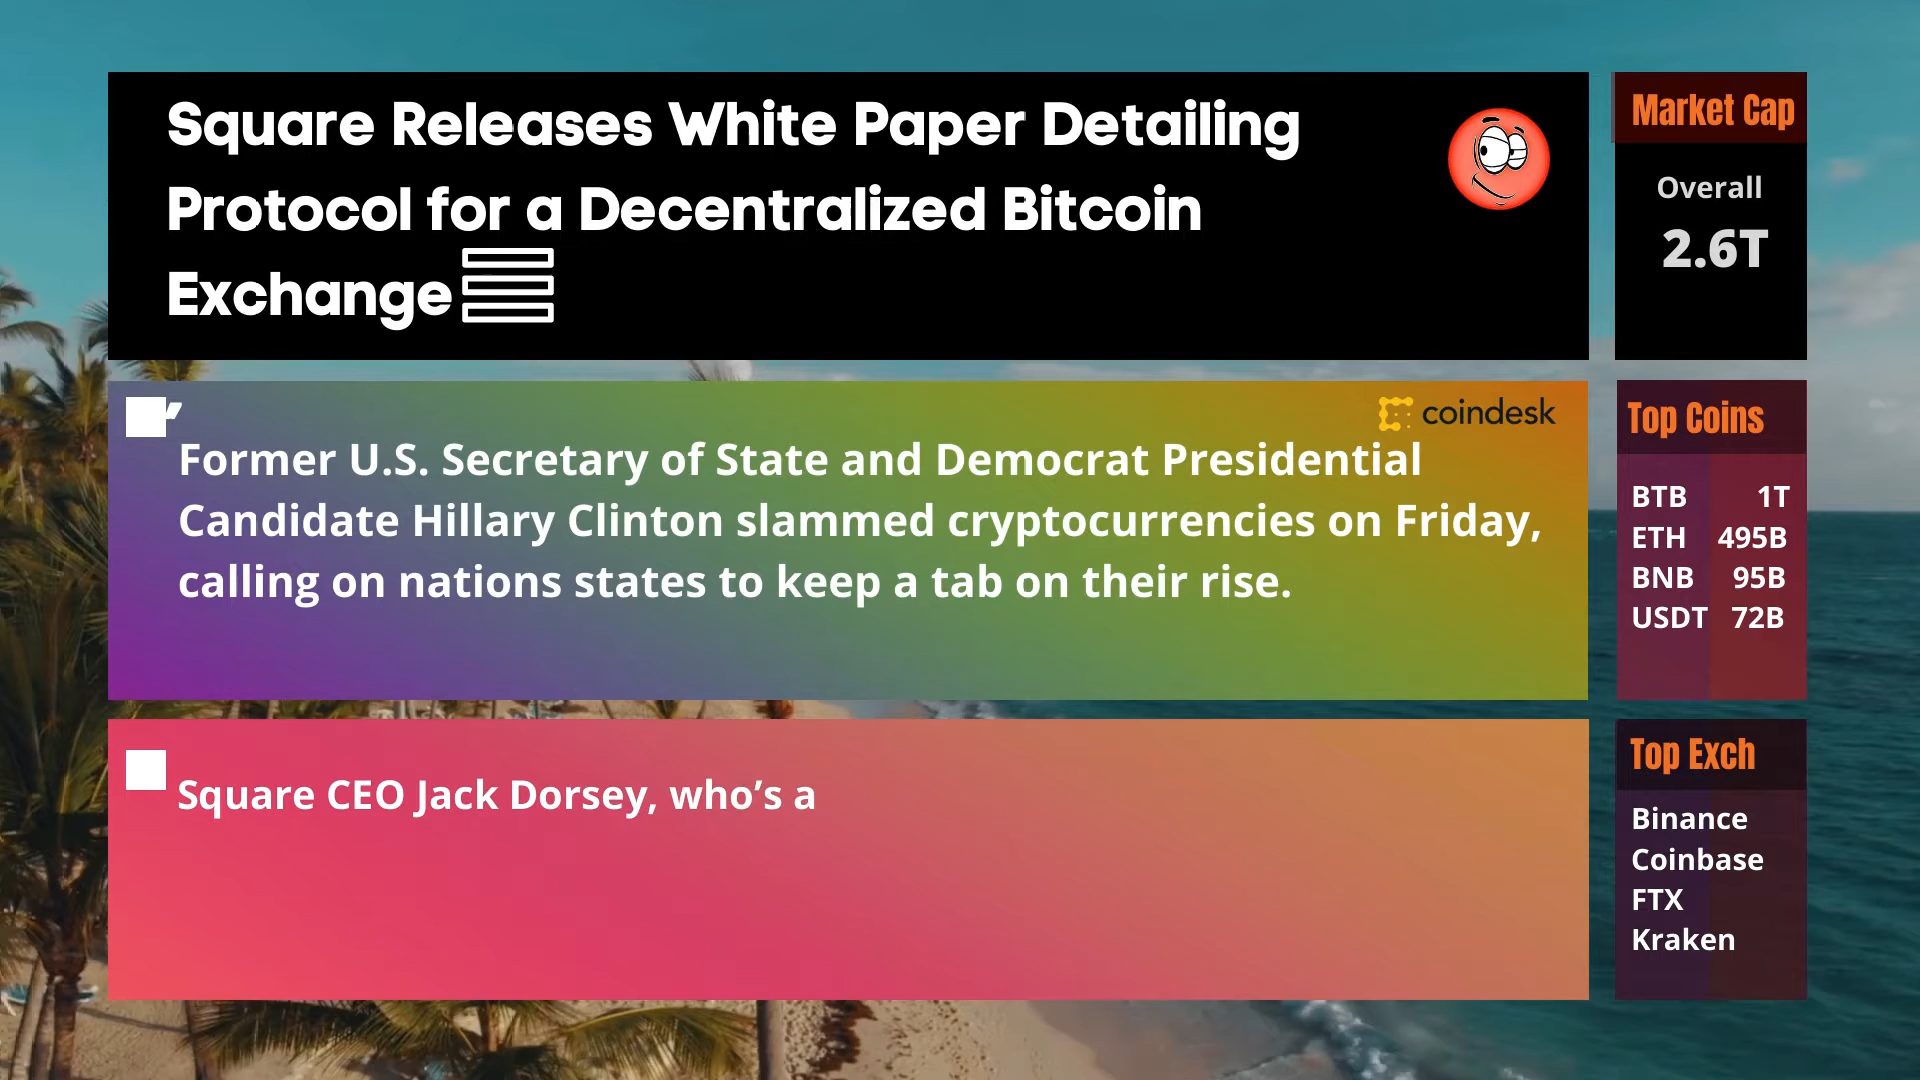 Square Releases White Paper Detailing
Protocol for a Decentralized Bitcoin
Exchange
Market Cap
Overall
2.6T
coindesk
Former U.S. Secretary of State and Democrat Presidential
Candidate Hillary Clinton slammed cryptocurrencies on Friday,
calling on nations states to keep a tab on their rise.
Top Coins
BTB 1T
ETH 495B
BNB 95B
USDT 72B
Square CEO Jack Dorsey, who’s a
Top Exch
Binance
Coinbase
FTX
Kraken